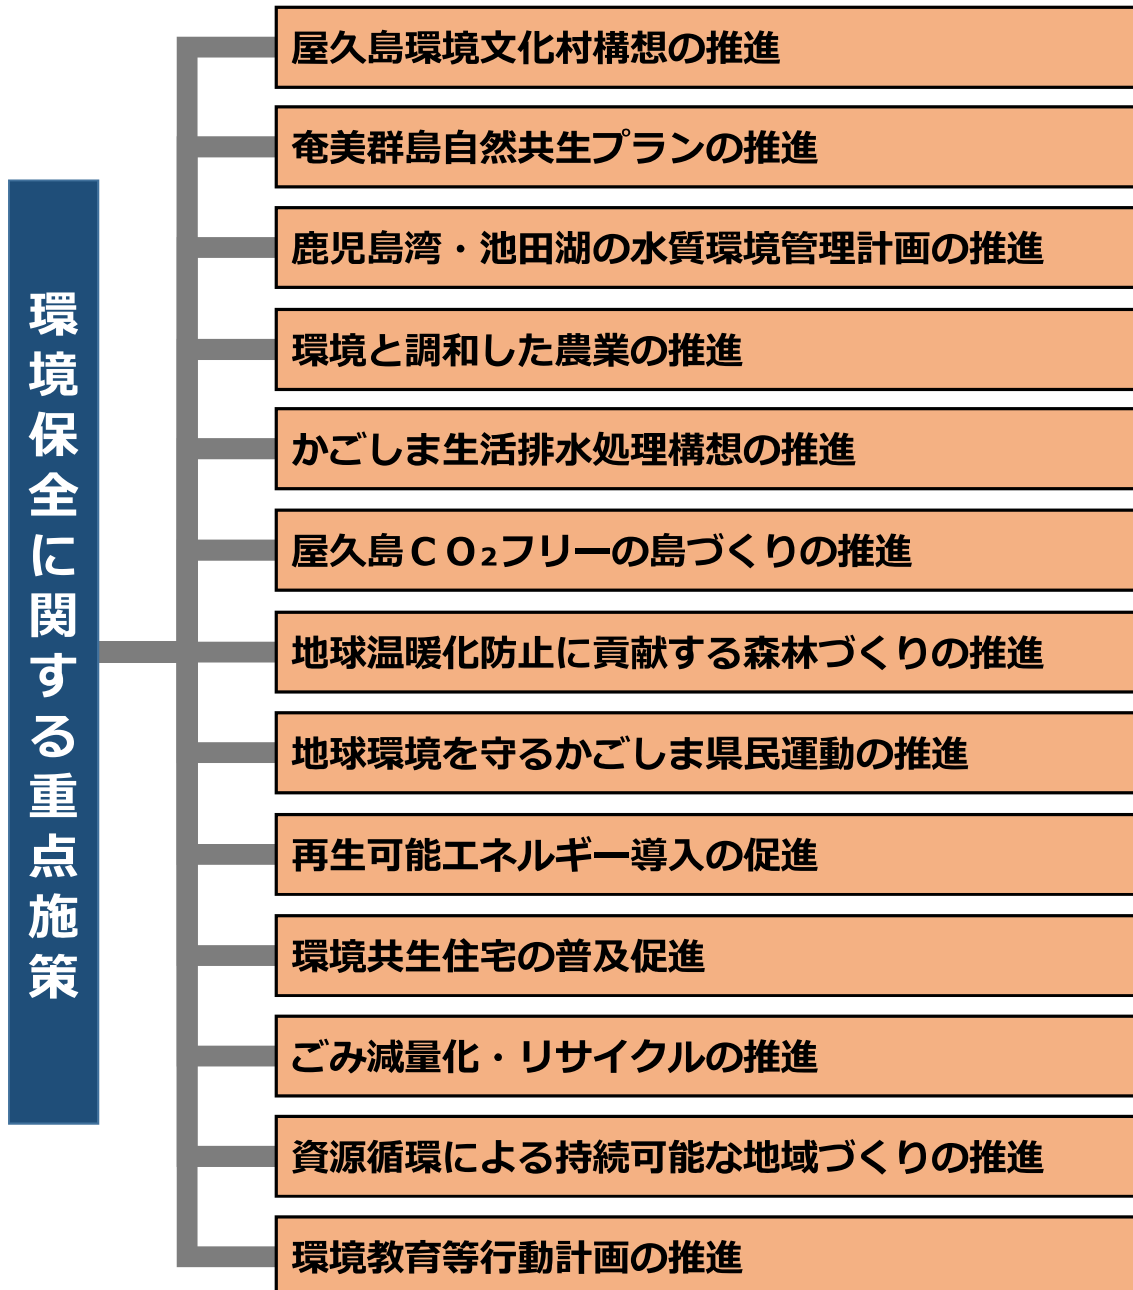 環境保全に関する重点施策
屋久島環境文化村構想の推進
奄美群島自然共生プランの推進
鹿児島湾・池田湖の水質環境管理計画の推進
環境と調和した農業の推進
かごしま生活排水処理構想の推進
屋久島ＣＯ₂フリーの島づくりの推進
地球温暖化防止に貢献する森林づくりの推進
地球環境を守るかごしま県民運動の推進
再生可能エネルギー導入の促進
環境共生住宅の普及促進
ごみ減量化・リサイクルの推進
資源循環による持続可能な地域づくりの推進
環境教育等行動計画の推進